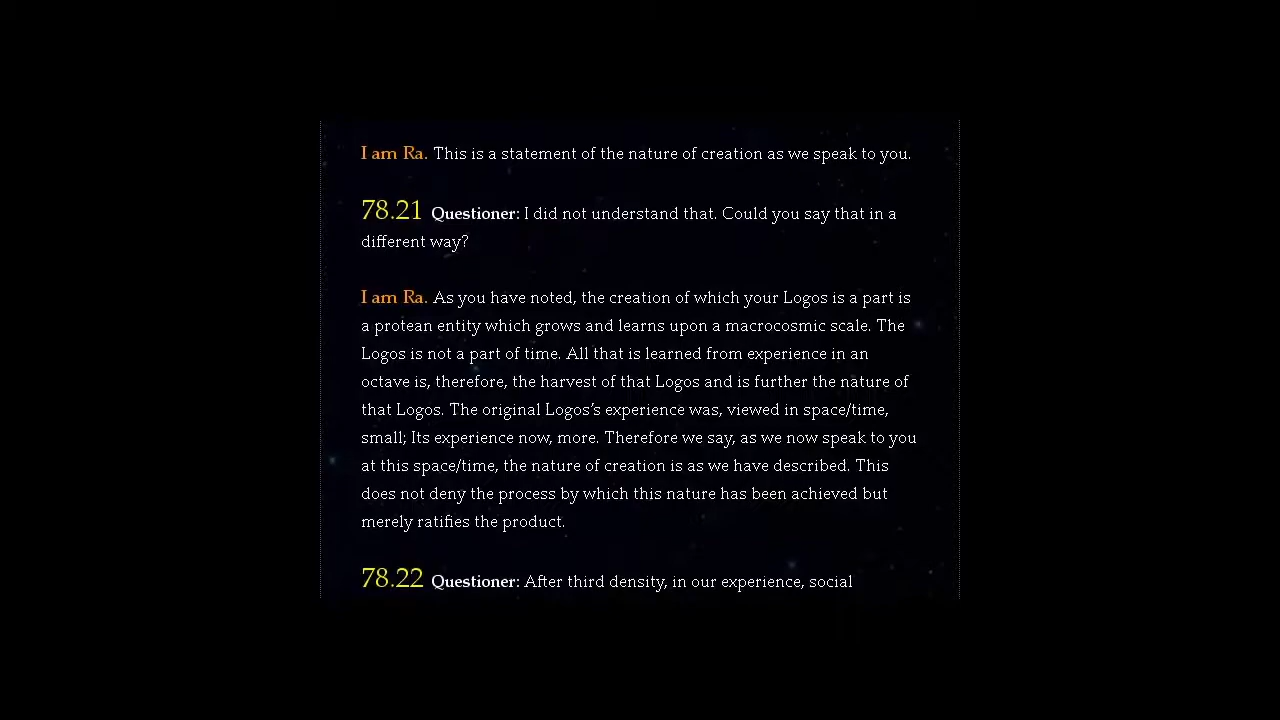 I am Ra. This is a statement of the nature of creation as we speak to you.
78.21 Questioner: I did not understand that. Could you say that in a
different way?
I am Ra. As you have noted, the creation of which your Logos is a part is
a protean entity which grows and learns upon a macrocosmic scale. The
Logos is not a part of time. All that is learned from experience in an
octave is, therefore, the harvest of that Logos and is further the nature of
that Logos. The original Logos’s experience was, viewed in space/time,
small; Its experience now, more. Therefore we say, as we now speak to you
at this space/time, the nature of creation is as we have described. This
does not deny the process by which this nature has been achieved but
merely ratifies the product.
78.22 Questioner: After third density, in our experience, social